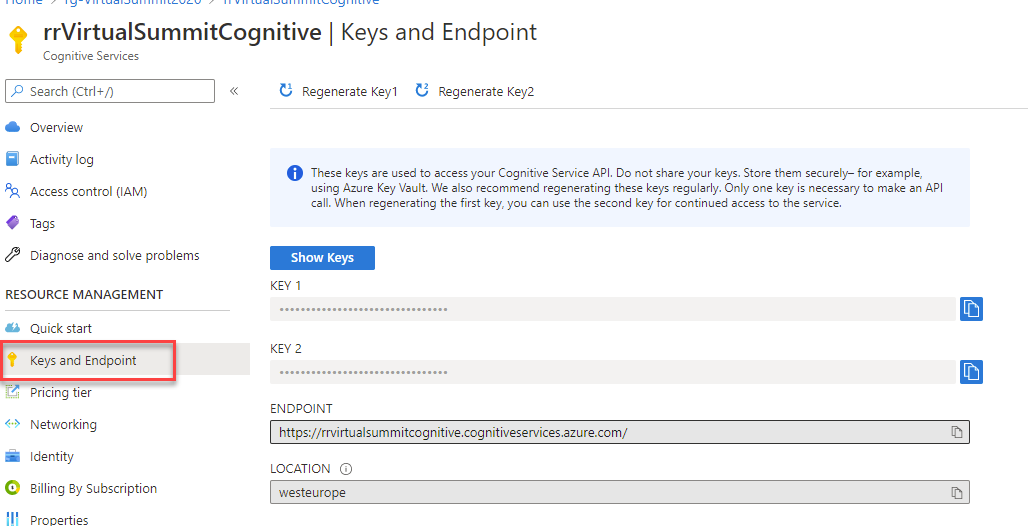 Home > rg-VirtualSummit2020 > rrVirtualSummitCognitive
rrVirtualSummitCognitive | Keys and Endpoint
Cognitive Services
Search (Ctrl+/)
«
Regenerate Key1
Regenerate Key2
Overview
Activity log
Access control (IAM)
Tags
Diagnose and solve problems
RESOURCE MANAGEMENT
Quick start
Keys and Endpoint
Pricing tier
Networking
Identity
Billing By Subscription
Properties
These keys are used to access your Cognitive Service API. Do not share your keys. Store them securely– for example,
using Azure Key Vault. We also recommend regenerating these keys regularly. Only one key is necessary to make an API
call. When regenerating the first key, you can use the second key for continued access to the service.
Show Keys
KEY 1
••••••••••••••••••••••••••••••••
KEY 2
••••••••••••••••••••••••••••••••
ENDPOINT
https://rrvirtualsummitcognitive.cognitiveservices.azure.com/
LOCATION
westeurope